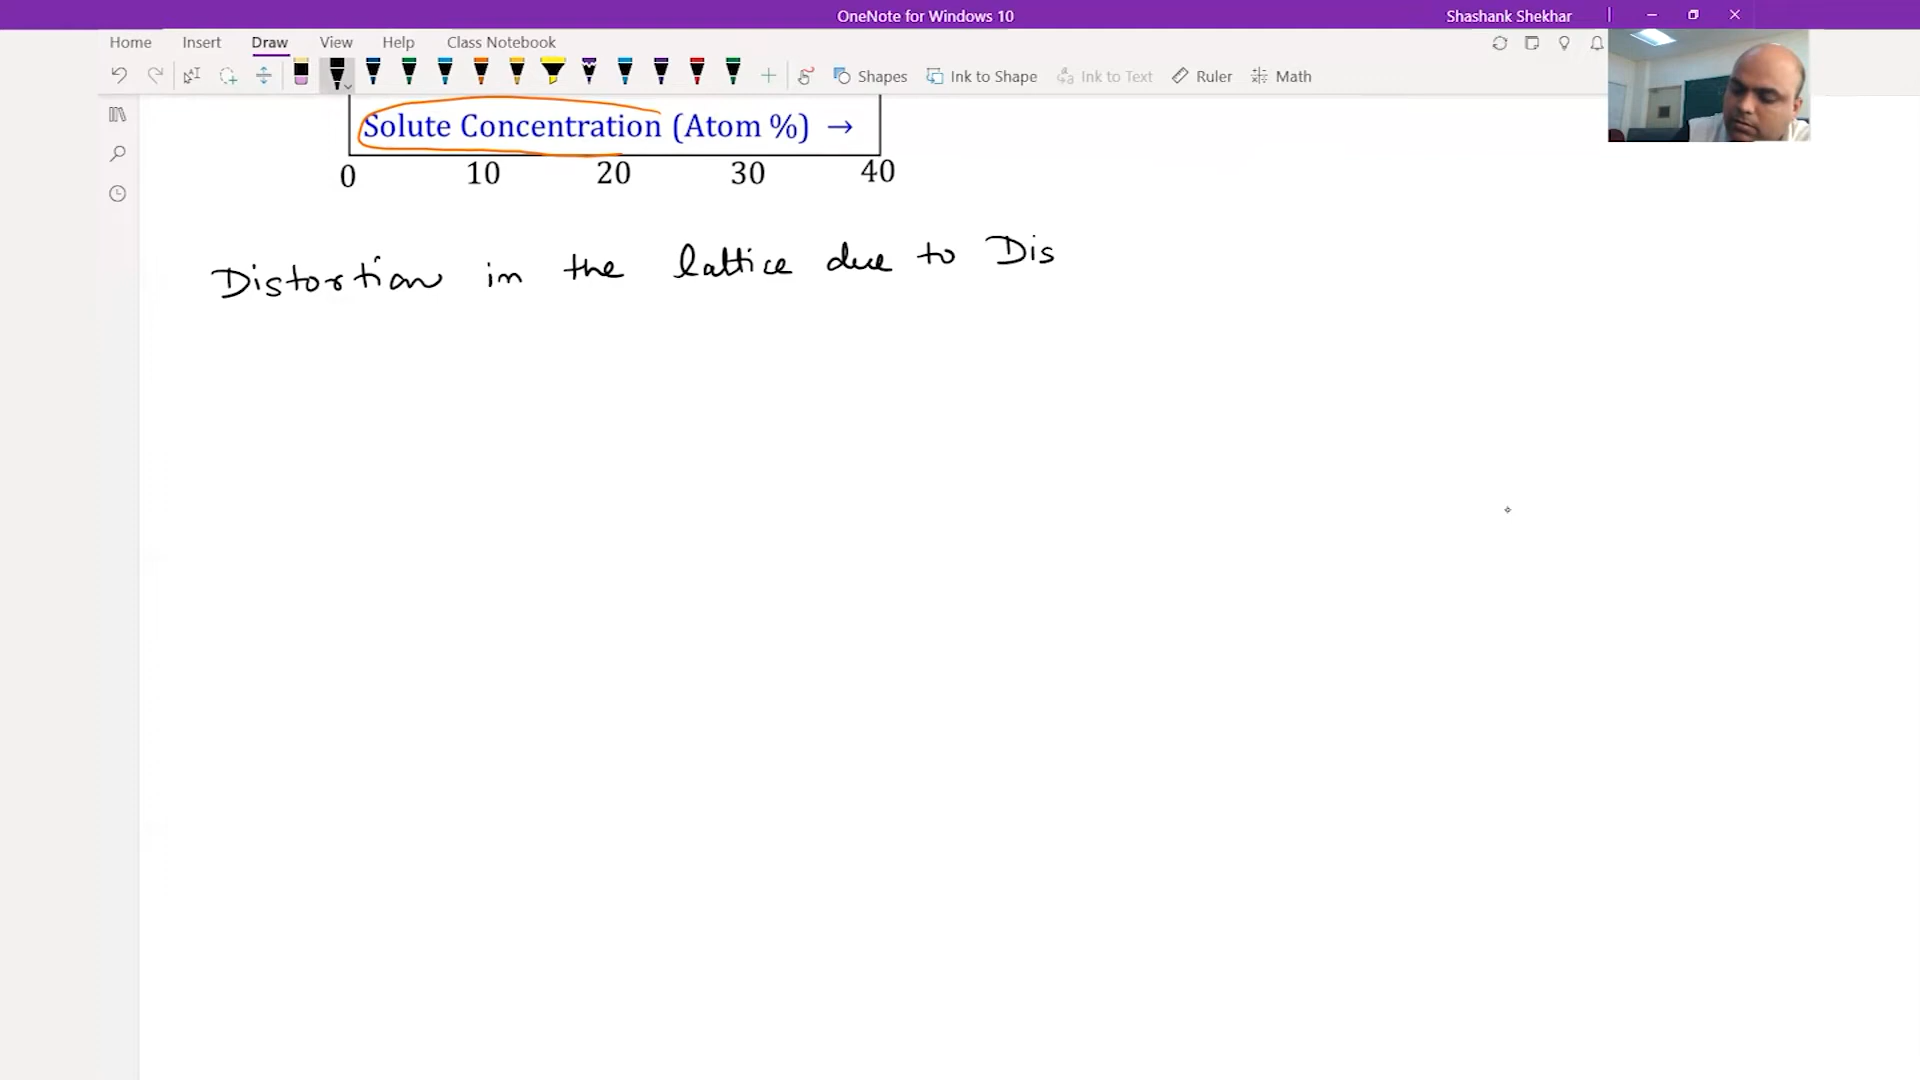 OneNote for Windows 10
Shashank Shekhar
Home Insert Draw View Help Class Notebook
Shapes Ink to Shape Ink to Text Ruler Math
Solute Concentration (Atom %) →
0 10 20 30 40
Distortion in the lattice due to Dis